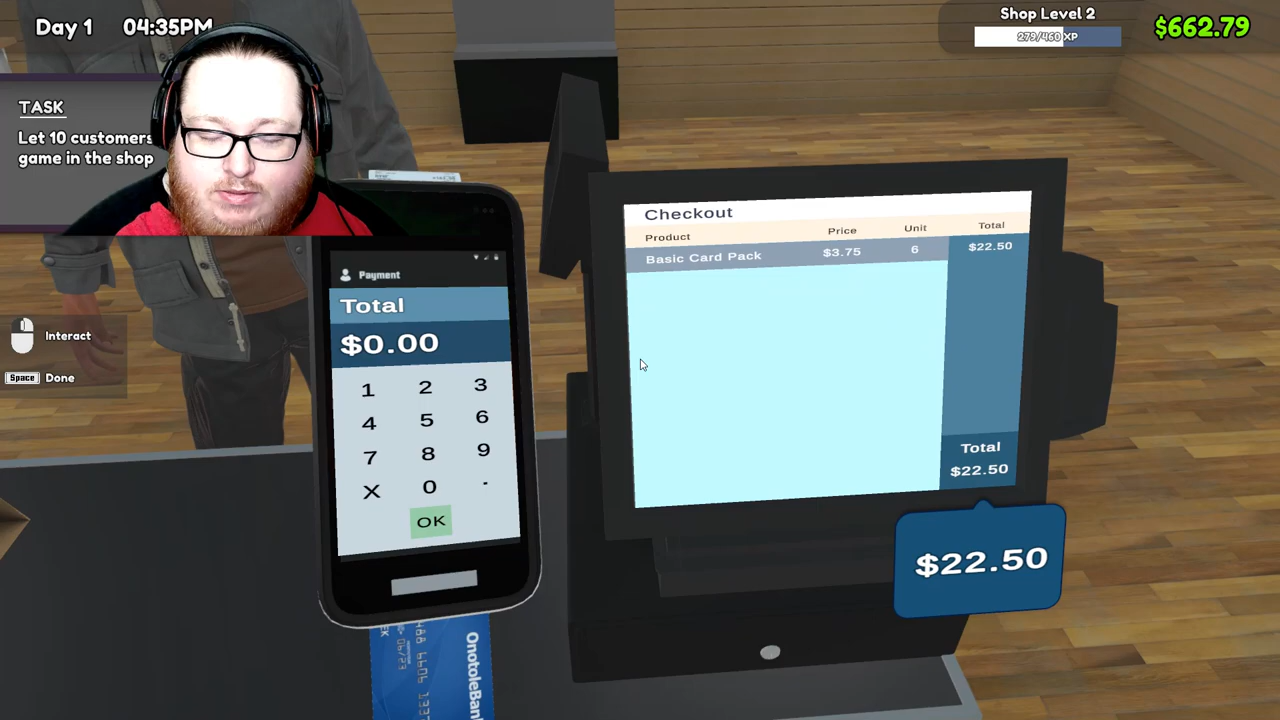 Day 1 04:35PM
Shop Level 2
279/460 XP
$662.79
TASK
Let 10 customers
game in the shop
Interact
Space Done
Payment
Total
$0.00
1 2 3
4 5 6
7 8 9
X 0 .
OK
Checkout
Product Price Unit Total
Basic Card Pack $3.75 6 $22.50
Total
$22.50
$22.50
OnotoleBank